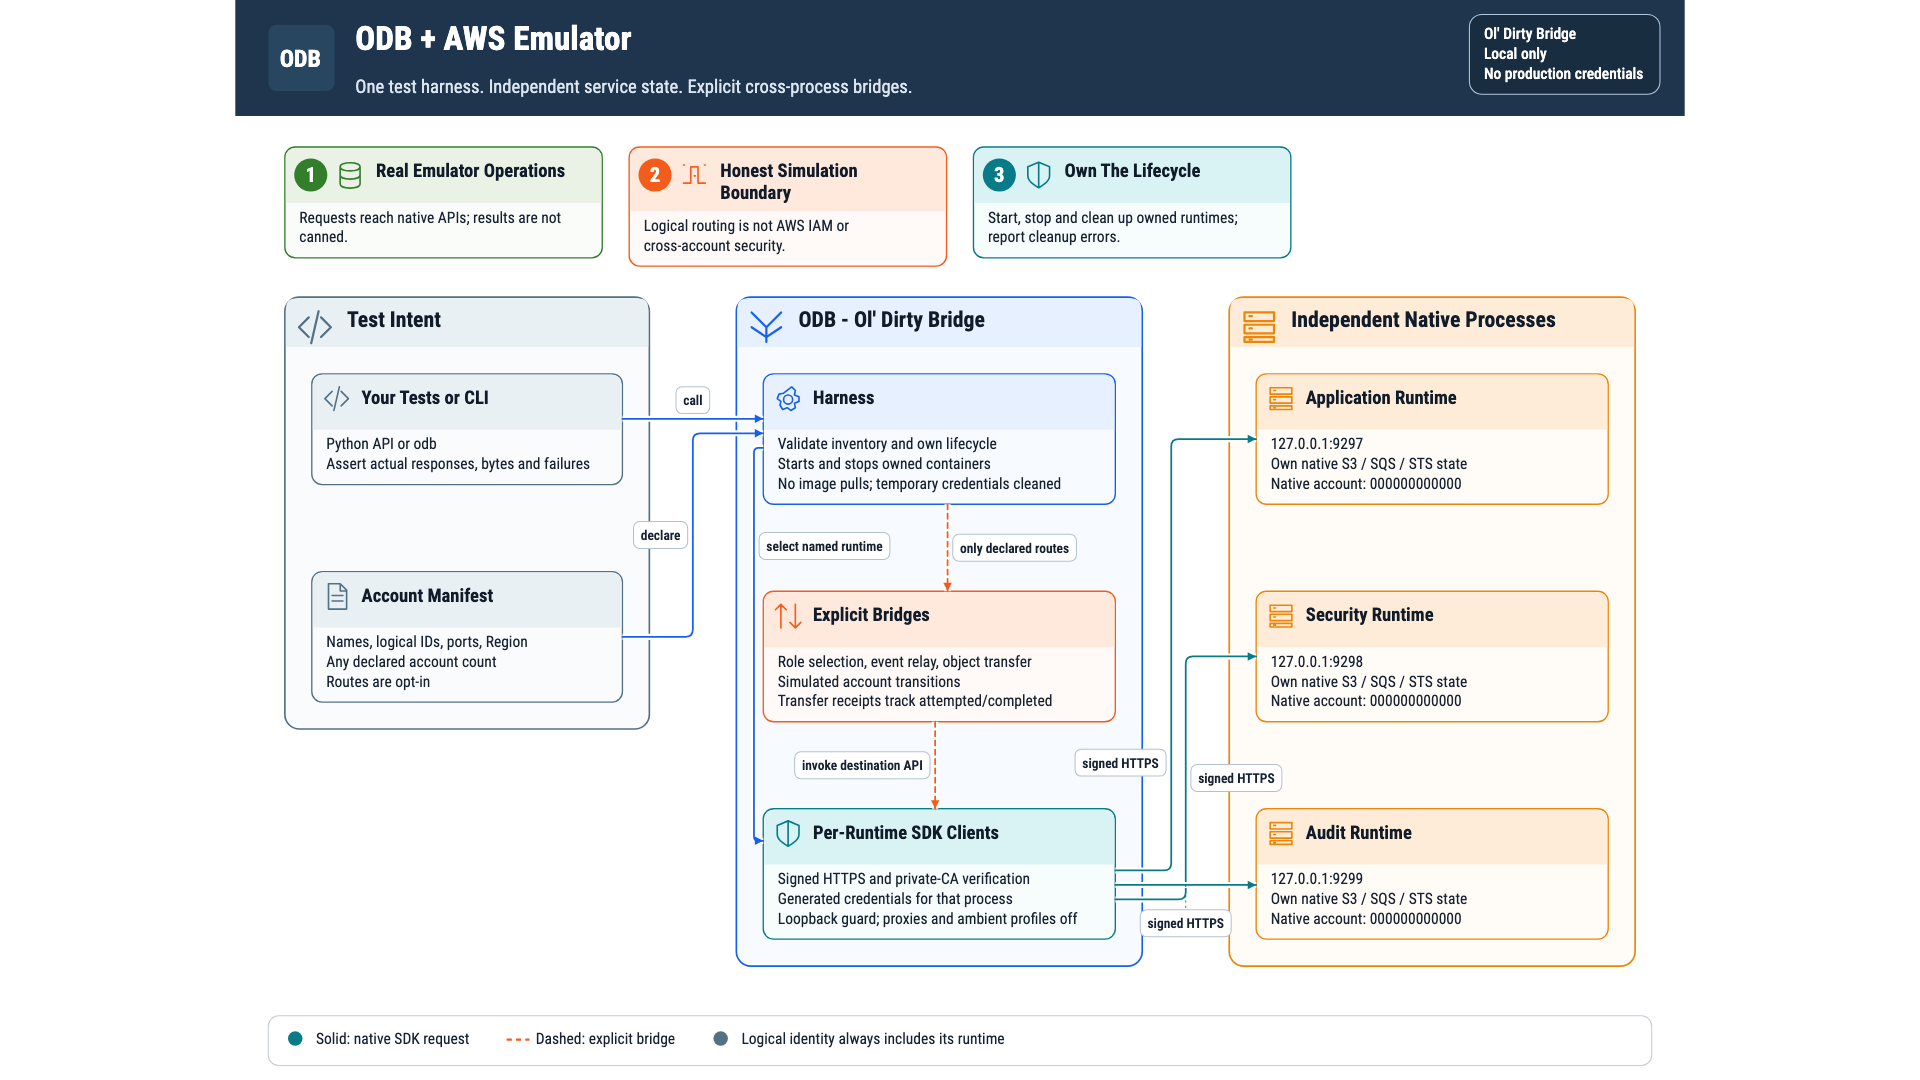 ODB
ODB + AWS Emulator
One test harness. Independent service state. Explicit cross-process bridges.
Ol' Dirty Bridge
Local only
No production credentials
1
Real Emulator Operations
Requests reach native APIs; results are not
canned.
2
Honest Simulation
Boundary
Logical routing is not AWS IAM or
cross-account security.
3
Own The Lifecycle
Start, stop and clean up owned runtimes;
report cleanup errors.
Test Intent
Your Tests or CLI
Python API or odb
Assert actual responses, bytes and failures
Account Manifest
Names, logical IDs, ports, Region
Any declared account count
Routes are opt-in
call
declare
ODB - Ol' Dirty Bridge
Harness
Validate inventory and own lifecycle
Starts and stops owned containers
No image pulls; temporary credentials cleaned
select named runtime
only declared routes
Explicit Bridges
Role selection, event relay, object transfer
Simulated account transitions
Transfer receipts track attempted/completed
invoke destination API
Per-Runtime SDK Clients
Signed HTTPS and private-CA verification
Generated credentials for that process
Loopback guard; proxies and ambient profiles off
signed HTTPS
signed HTTPS
signed HTTPS
Independent Native Processes
Application Runtime
127.0.0.1:9297
Own native S3 / SQS / STS state
Native account: 000000000000
Security Runtime
127.0.0.1:9298
Own native S3 / SQS / STS state
Native account: 000000000000
Audit Runtime
127.0.0.1:9299
Own native S3 / SQS / STS state
Native account: 000000000000
Solid: native SDK request
Dashed: explicit bridge
Logical identity always includes its runtime